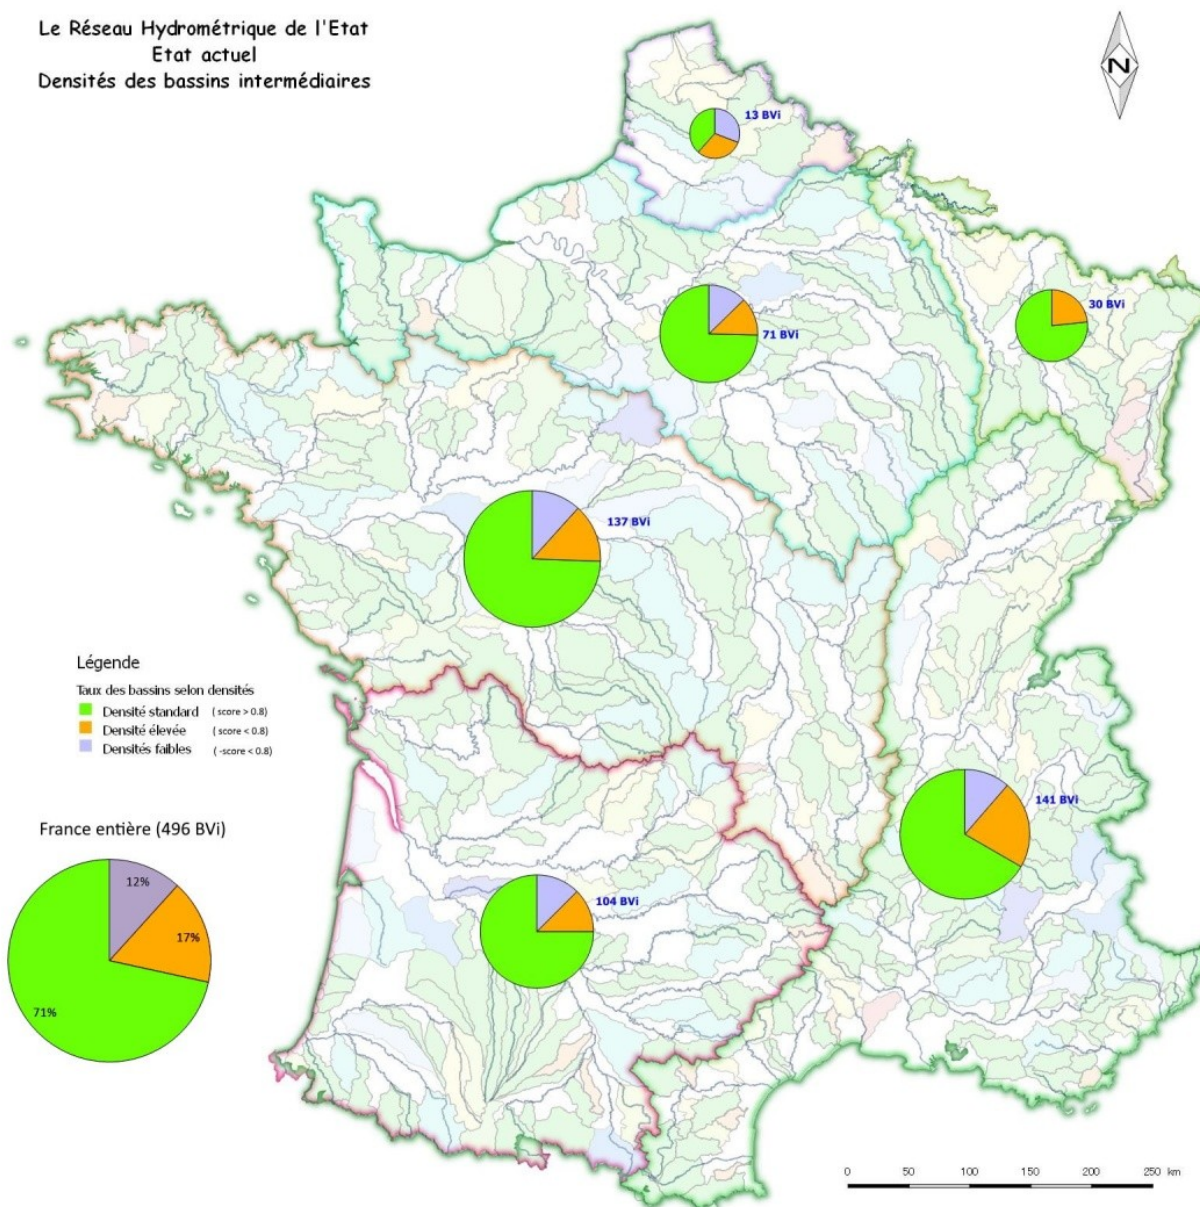 Le Réseau Hydrométrique de l'Etat
Etat actuel
Densités des bassins intermédiaires
N
13 BVi
71 BVi
30 BVi
137 BVi
141 BVi
104 BVi
Légende
Taux des bassins selon densités
Densité standard ( score > 0.8)
Densité élevée ( score < 0.8)
Densités faibles ( -score < 0.8)
France entière (496 BVi)
12%
17%
71%
0 50 100 150 200 250 km